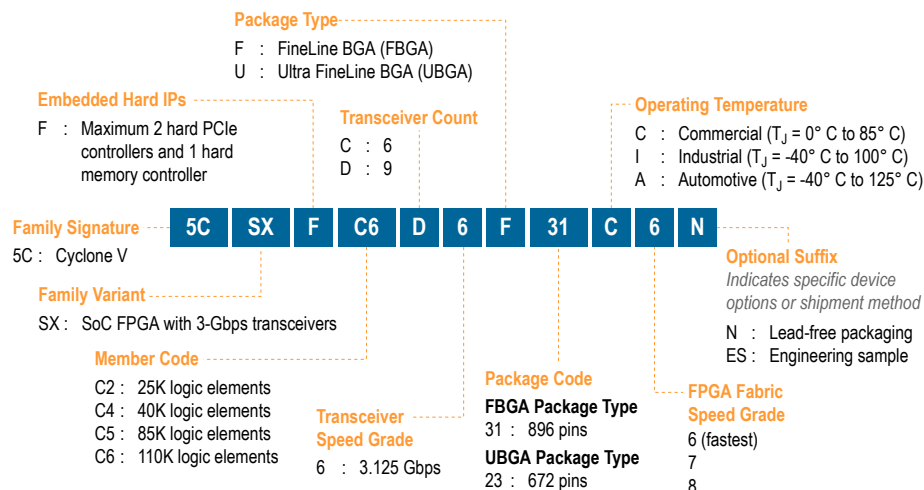 Package Type
F : FineLine BGA (FBGA)
U : Ultra FineLine BGA (UBGA)
Embedded Hard IPs
F : Maximum 2 hard PCIe
controllers and 1 hard
memory controller
Transceiver Count
C : 6
D : 9
Operating Temperature
C : Commercial (TJ = 0° C to 85° C)
I : Industrial (TJ = -40° C to 100° C)
A : Automotive (TJ = -40° C to 125° C)
Family Signature
5C : Cyclone V
5C SX F C6 D 6 F 31 C 6 N
Family Variant
SX : SoC FPGA with 3-Gbps transceivers
Member Code
C2 : 25K logic elements
C4 : 40K logic elements
C5 : 85K logic elements
C6 : 110K logic elements
Transceiver
Speed Grade
6 : 3.125 Gbps
Package Code
FBGA Package Type
31 : 896 pins
UBGA Package Type
23 : 672 pins
FPGA Fabric
Speed Grade
6 (fastest)
7
8
Optional Suffix
Indicates specific device
options or shipment method
N : Lead-free packaging
ES : Engineering sample